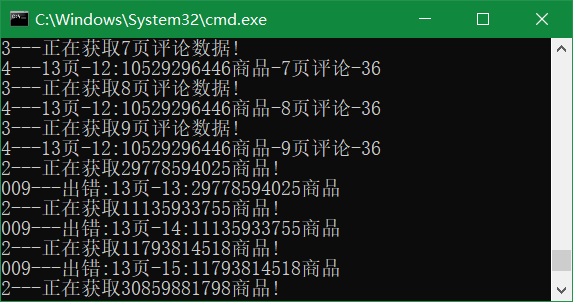 C:\Windows\System32\cmd.exe
3---正在获取7页评论数据!
4---13页-12:10529296446商品-7页评论-36
3---正在获取8页评论数据!
4---13页-12:10529296446商品-8页评论-36
3---正在获取9页评论数据!
4---13页-12:10529296446商品-9页评论-36
2---正在获取29778594025商品!
009---出错:13页-13:29778594025商品
2---正在获取11135933755商品!
009---出错:13页-14:11135933755商品
2---正在获取11793814518商品!
009---出错:13页-15:11793814518商品
2---正在获取30859881798商品!